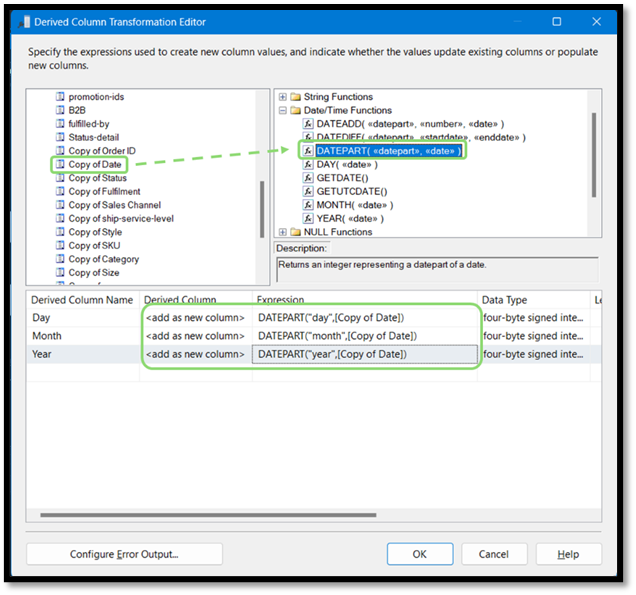 Derived Column Transformation Editor
Specify the expressions used to create new column values, and indicate whether the values update existing columns or populate
new columns.
promotion-ids
B2B
fulfilled-by
Status-detail
Copy of Order ID
Copy of Date
Copy of Status
Copy of Fulfilment
Copy of Sales Channel
Copy of ship-service-level
Copy of Style
Copy of SKU
Copy of Category
Copy of Size
String Functions
Date/Time Functions
DATEADD( «datepart», «number», «date» )
DATEDIFF( «datepart», «startdate», «enddate» )
DATEPART( «datepart», «date» )
DAY( «date» )
GETDATE()
GETUTCDATE()
MONTH( «date» )
YEAR( «date» )
NULL Functions
Description:
Returns an integer representing a datepart of a date.
Derived Column Name Derived Column Expression Data Type
Day <add as new column> DATEPART("day",[Copy of Date]) four-byte signed inte...
Month <add as new column> DATEPART("month",[Copy of Date]) four-byte signed inte...
Year <add as new column> DATEPART("year",[Copy of Date]) four-byte signed inte...
Configure Error Output... OK Cancel Help